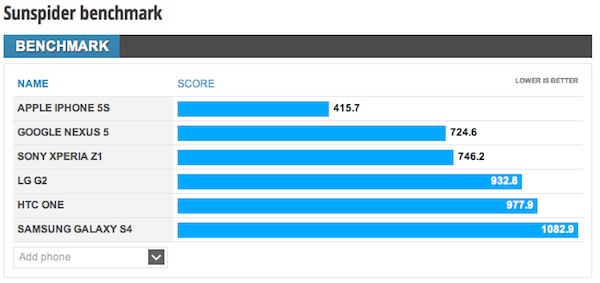 Sunspider benchmark
BENCHMARK
NAME SCORE LOWER IS BETTER
APPLE IPHONE 5S 415.7
GOOGLE NEXUS 5 724.6
SONY XPERIA Z1 746.2
LG G2 932.8
HTC ONE 977.9
SAMSUNG GALAXY S4 1082.9
Add phone